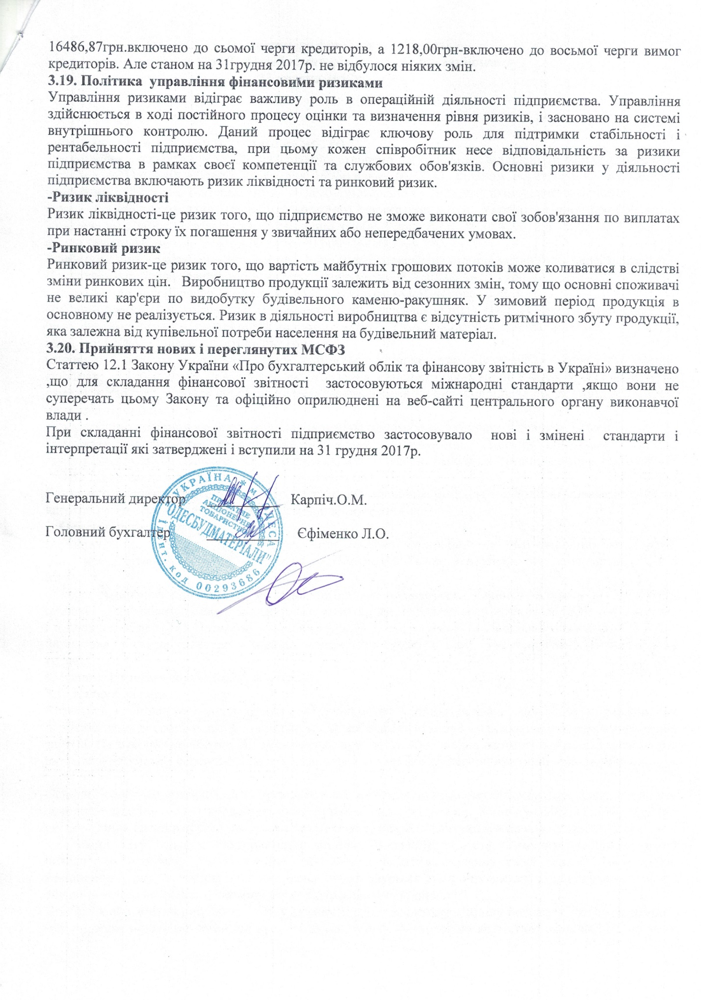 16486,87грн.включено до сьомої черги кредиторів, а 1218,00грн-включено до восьмої черги вимог
кредиторів. Але станом на 31грудня 2017р. не відбулося ніяких змін.
3.19. Політика управління фінансовими ризиками
Управління ризиками відіграє важливу роль в операційній діяльності підприємства. Управління
здійснюється в ході постійного процесу оцінки та визначення рівня ризиків, і засновано на системі
внутрішнього контролю. Даний процес відіграє ключову роль для підтримки стабільності і
рентабельності підприємства, при цьому кожен співробітник несе відповідальність за ризики
підприємства в рамках своєї компетенції та службових обов'язків. Основні ризики у діяльності
підприємства включають ризик ліквідності та ринковий ризик.
-Ризик ліквідності
Ризик ліквідності-це ризик того, що підприємство не зможе виконати свої зобов'язання по виплатах
при настанні строку їх погашення у звичайних або непередбачених умовах.
-Ринковий ризик
Ринковий ризик-це ризик того, що вартість майбутніх грошових потоків може коливатися в слідстві
зміни ринкових цін. Виробництво продукції залежить від сезонних змін, тому що основні споживачі
не великі кар'єри по видобутку будівельного каменю-ракушняк. У зимовий період продукція в
основному не реалізується. Ризик в діяльності виробництва є відсутність ритмічного збуту продукції,
яка залежна від купівельної потреби населення на будівельний матеріал.
3.20. Прийняття нових і переглянутих МСФЗ
Статтею 12.1 Закону України «Про бухгалтерський облік та фінансову звітність в Україні» визначено
,що для складання фінансової звітності застосовуються міжнародні стандарти ,якщо вони не
суперечать цьому Закону та офіційно оприлюднені на веб-сайті центрального органу виконавчої
влади .
При складанні фінансової звітності підприємство застосовувало нові і змінені стандарти і
інтерпретації які затверджені і вступили на 31 грудня 2017р.
Генеральний директор Карпіч.О.М.
Головний бухгалтер Єфіменко Л.О.
УКРАЇНА * м. ОДЕСА
ПРИВАТНЕ
АКЦІОНЕРНЕ
ТОВАРИСТВО
"ОДЕСБУДМАТЕРІАЛИ"
Ідент. код 00293686